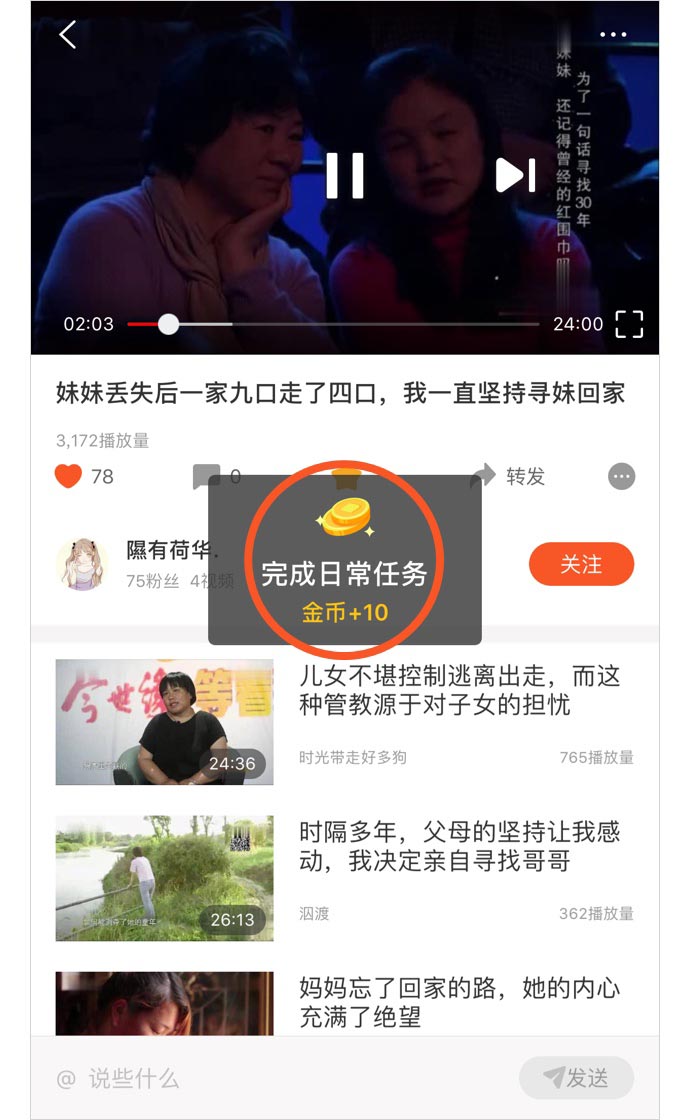 为了一句话寻找30年
妹妹 还记得曾经的红围巾吗
02:03
24:00
妹妹丢失后一家九口走了四口，我一直坚持寻妹回家
3,172播放量
78
0
转发
完成日常任务
金币+10
隰有荷华.
75粉丝 4视频
关注
今世缘 等着
24:36
儿女不堪控制逃离出走，而这
种管教源于对子女的担忧
时光带走好多狗
765播放量
26:13
时隔多年，父母的坚持让我感
动，我决定亲自寻找哥哥
泅渡
362播放量
妈妈忘了回家的路，她的内心
充满了绝望
@ 说些什么
发送